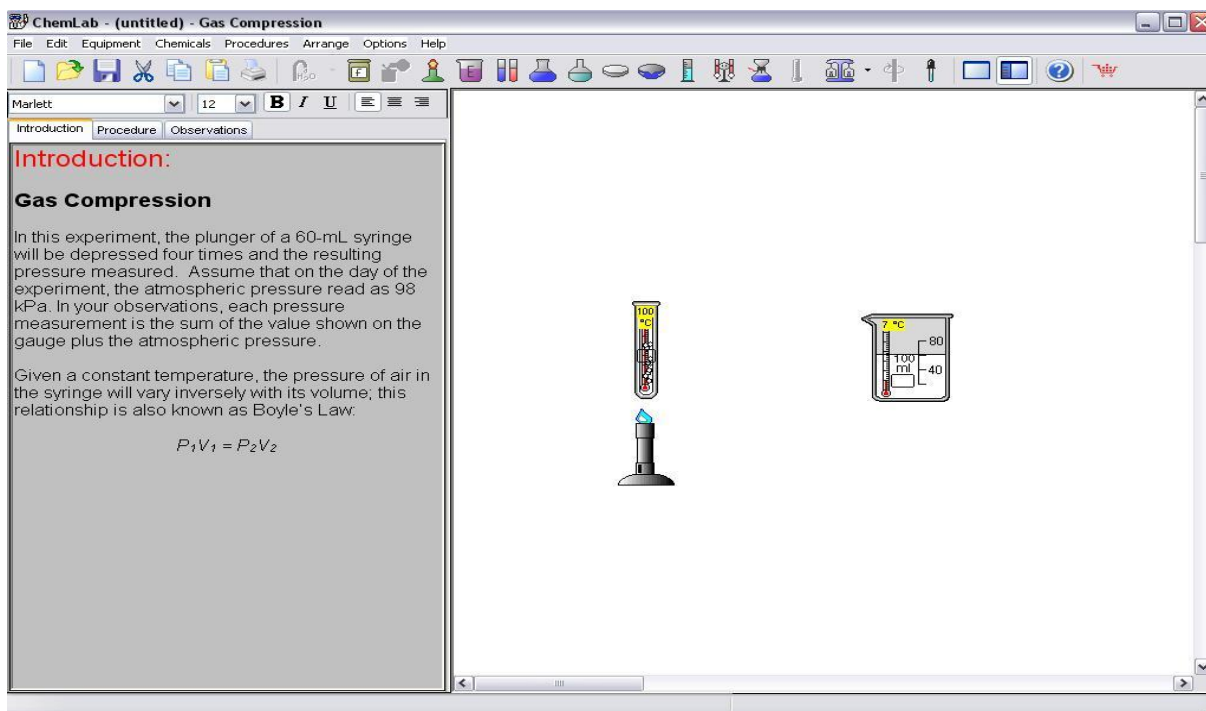 ChemLab - (untitled) - Gas Compression
File Edit Equipment Chemicals Procedures Arrange Options Help
Marlett 12 B I U
Introduction Procedure Observations
Introduction:
Gas Compression
In this experiment, the plunger of a 60-mL syringe
will be depressed four times and the resulting
pressure measured.  Assume that on the day of the
experiment, the atmospheric pressure read as 98
kPa. In your observations, each pressure
measurement is the sum of the value shown on the
gauge plus the atmospheric pressure.
Given a constant temperature, the pressure of air in
the syringe will vary inversely with its volume; this
relationship is also known as Boyle's Law:
P₁V₁ = P₂V₂
100
°C
7 °C
80
100
ml
40